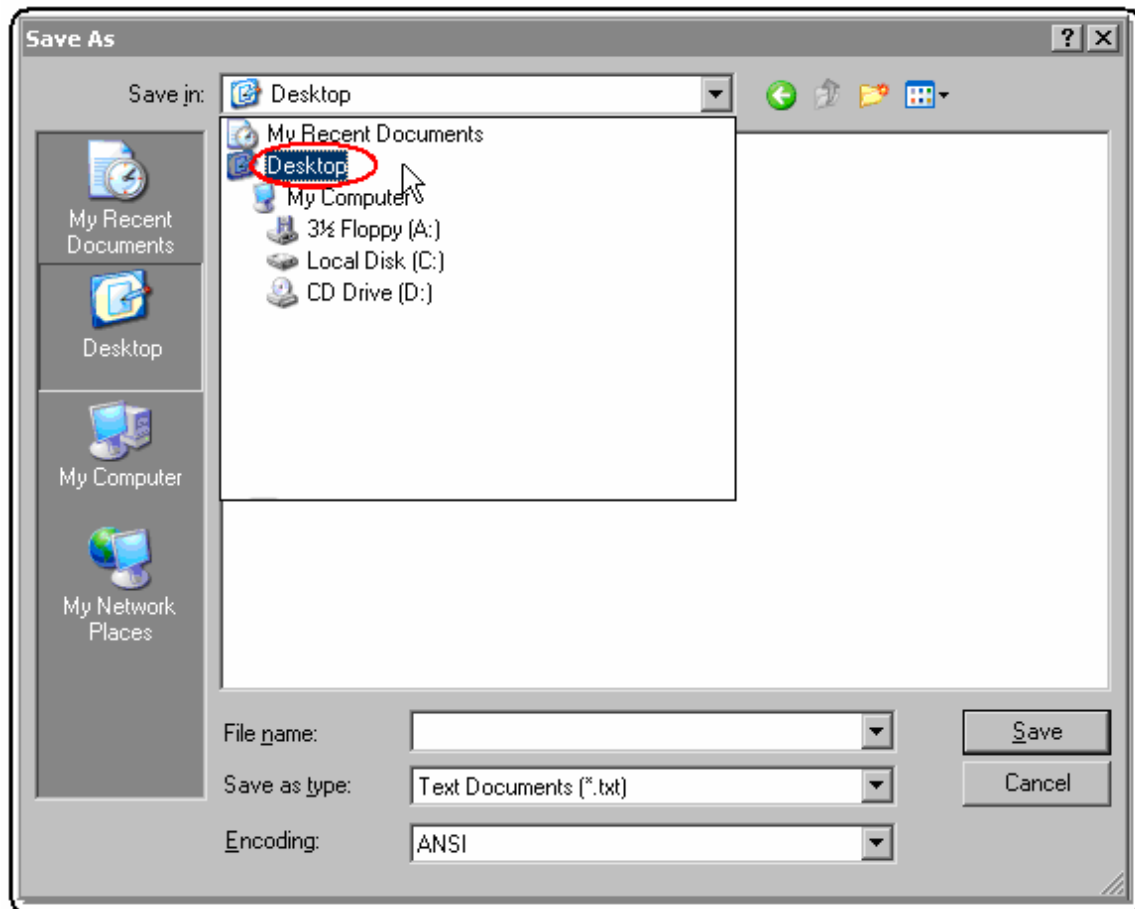 Save As
Save in: Desktop
My Recent Documents
Desktop
My Computer
3½ Floppy (A:)
Local Disk (C:)
CD Drive (D:)
My Recent
Documents
Desktop
My Computer
My Network
Places
File name:
Save
Save as type: Text Documents (*.txt)
Cancel
Encoding: ANSI